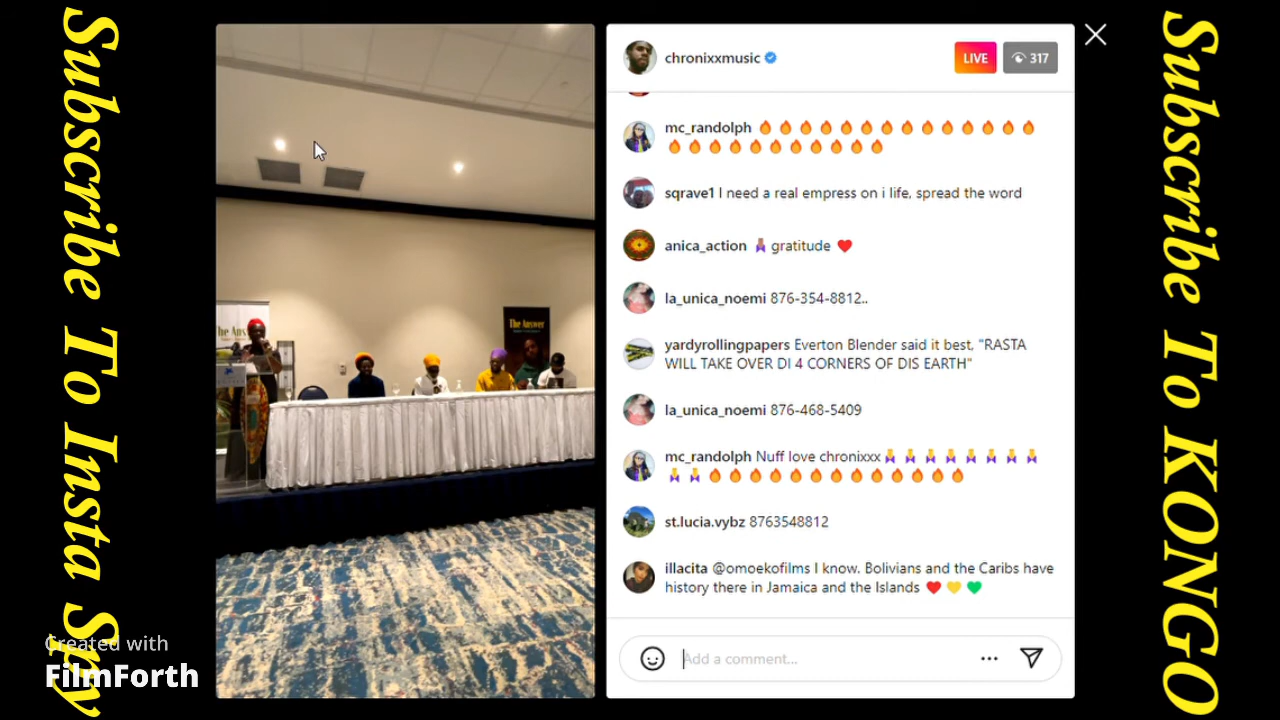 Subscribe To Insta Spy
The Answer
chronixxmusic
LIVE
317
mc_randolph 🔥🔥🔥🔥🔥🔥🔥🔥🔥🔥🔥🔥🔥🔥
🔥🔥🔥🔥🔥🔥🔥🔥🔥🔥🔥
sqrave1 I need a real empress on i life, spread the word
anica_action 🧘🏽‍♀️ gratitude ❤️
la_unica_noemi 876-354-8812..
yardyrollingpapers Everton Blender said it best, "RASTA
WILL TAKE OVER DI 4 CORNERS OF DIS EARTH"
la_unica_noemi 876-468-5409
mc_randolph Nuff love chronixxx🧘‍♀️🧘‍♀️🧘‍♀️🧘‍♀️🧘‍♀️🧘‍♀️🧘‍♀️🧘‍♀️
🧘‍♀️🧘‍♀️🔥🔥🔥🔥🔥🔥🔥🔥🔥🔥🔥🔥🔥
st.lucia.vybz 8763548812
illacita @omoekofilms I know. Bolivians and the Caribs have
history there in Jamaica and the Islands ❤️💛💚
Add a comment...
Subscribe To KONGO
Created with
FilmForth